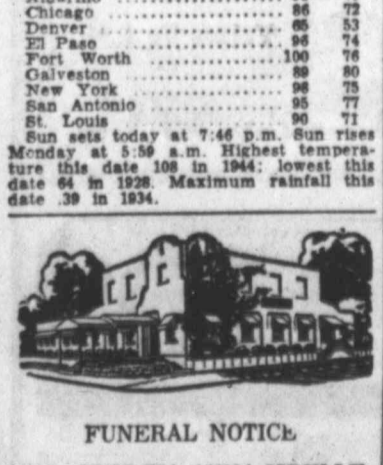 Chicago ........ 86 72
Denver ........ 65 53
El Paso ........ 96 74
Fort Worth ........ 100 76
Galveston ........ 89 80
New York ........ 98 75
San Antonio ........ 95 77
St. Louis ........ 90 71
Sun sets today at 7:46 p.m. Sun rises
Monday at 5:59 a.m. Highest tempera-
ture this date 108 in 1944; lowest this
date 64 in 1928. Maximum rainfall this
date .39 in 1934.
FUNERAL NOTICE